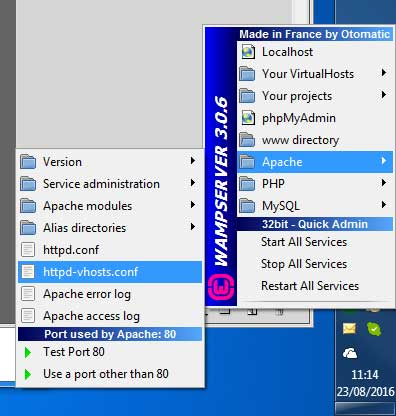 Made in France by Otomatic
Localhost
Your VirtualHosts
Your projects
phpMyAdmin
www directory
Apache
PHP
MySQL
32bit - Quick Admin
Start All Services
Stop All Services
Restart All Services
WAMPSERVER 3.0.6
Version
Service administration
Apache modules
Alias directories
httpd.conf
httpd-vhosts.conf
Apache error log
Apache access log
Port used by Apache: 80
Test Port 80
Use a port other than 80
11:14
23/08/2016